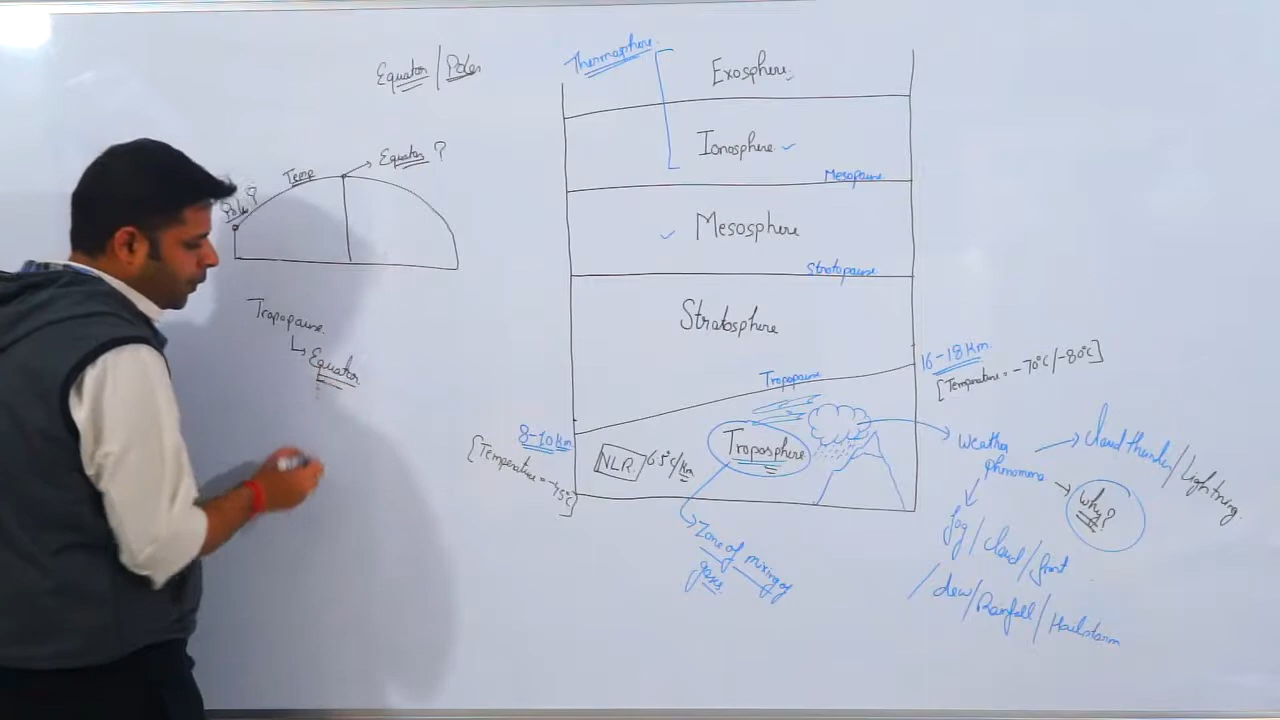 Equator / Poles
Thermosphere
Exosphere
Ionosphere
Mesopause
Mesosphere
Stratopause
Stratosphere
Temp
Equator ?
Poles ?
Tropopause
Equator
16-18 Km.
[Temperature = -70°C/-80°C]
Tropopause
8-10 km
[Temperature = -45°C]
NLR 6.5°C/Km
Troposphere
Zone of mixing of
gases
Weather
phenomena
Cloud thunder/Lightning
Why?
fog/cloud/frost
/dew/Rainfall/Hailstorm